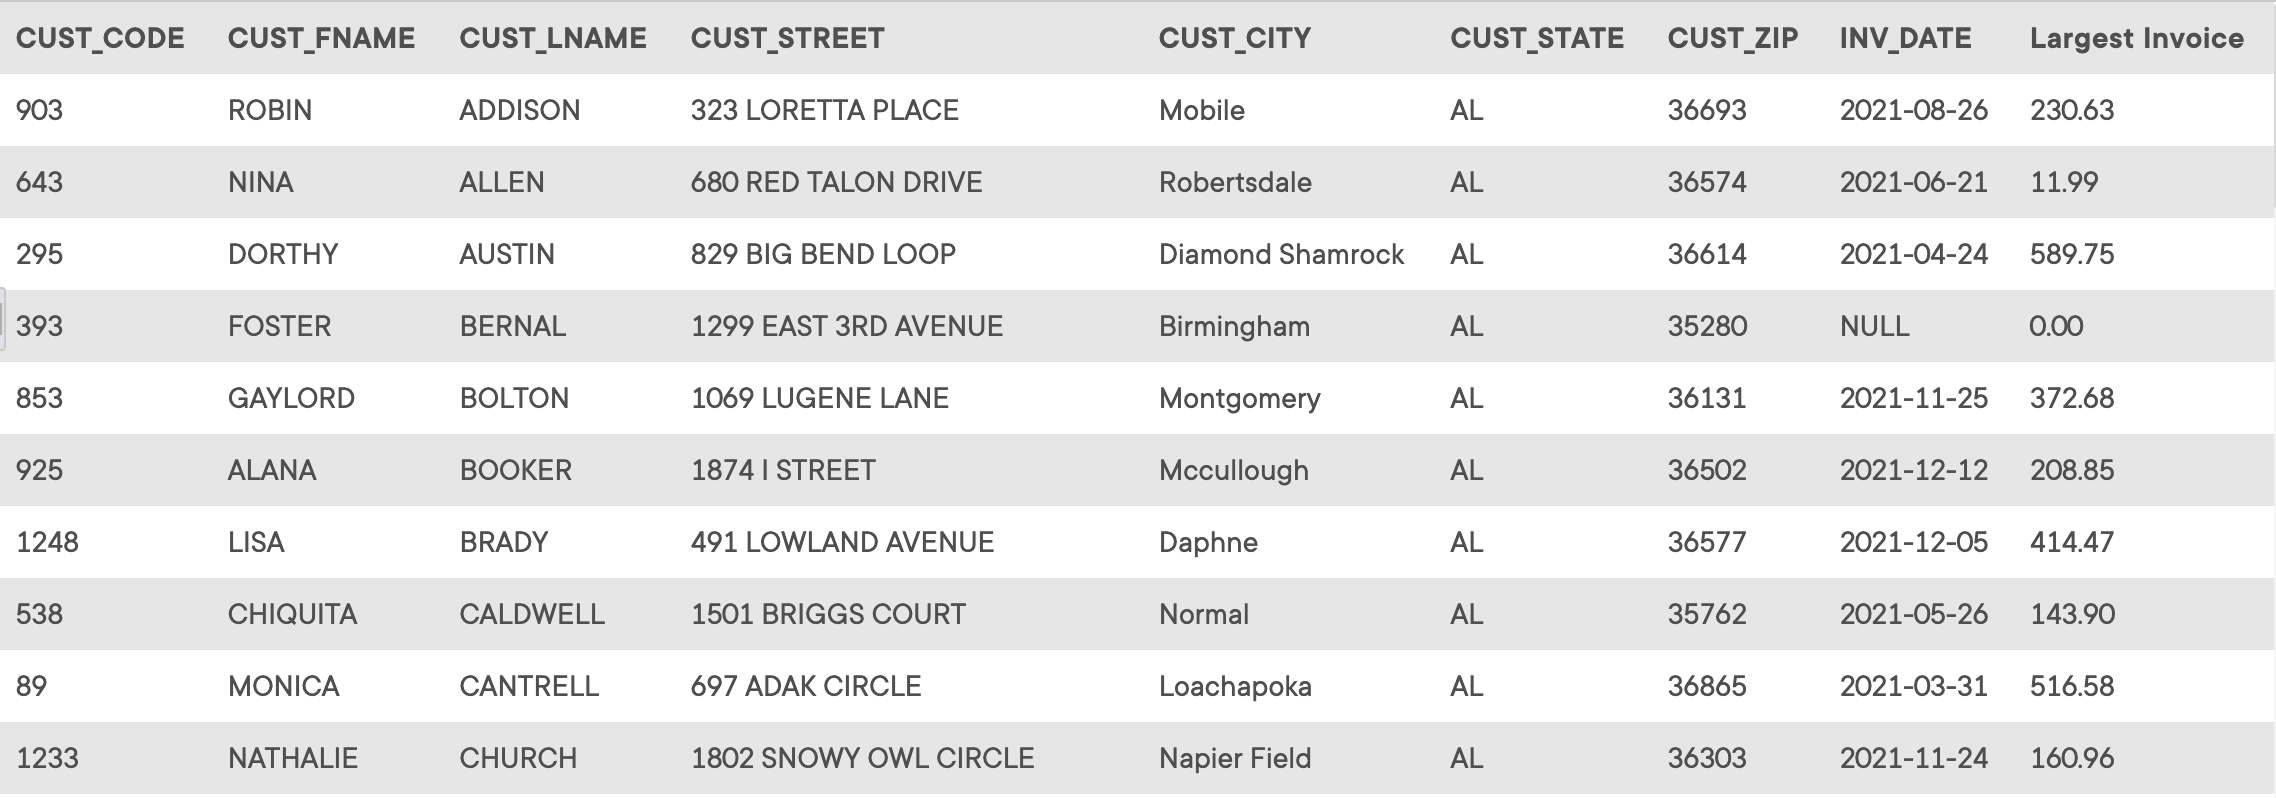 CUST_CODE CUST_FNAME CUST_LNAME CUST_STREET CUST_CITY CUST_STATE CUST_ZIP INV_DATE Largest Invoice
903 ROBIN ADDISON 323 LORETTA PLACE Mobile AL 36693 2021-08-26 230.63
643 NINA ALLEN 680 RED TALON DRIVE Robertsdale AL 36574 2021-06-21 11.99
295 DORTHY AUSTIN 829 BIG BEND LOOP Diamond Shamrock AL 36614 2021-04-24 589.75
393 FOSTER BERNAL 1299 EAST 3RD AVENUE Birmingham AL 35280 NULL 0.00
853 GAYLORD BOLTON 1069 LUGENE LANE Montgomery AL 36131 2021-11-25 372.68
925 ALANA BOOKER 1874 I STREET Mccullough AL 36502 2021-12-12 208.85
1248 LISA BRADY 491 LOWLAND AVENUE Daphne AL 36577 2021-12-05 414.47
538 CHIQUITA CALDWELL 1501 BRIGGS COURT Normal AL 35762 2021-05-26 143.90
89 MONICA CANTRELL 697 ADAK CIRCLE Loachapoka AL 36865 2021-03-31 516.58
1233 NATHALIE CHURCH 1802 SNOWY OWL CIRCLE Napier Field AL 36303 2021-11-24 160.96